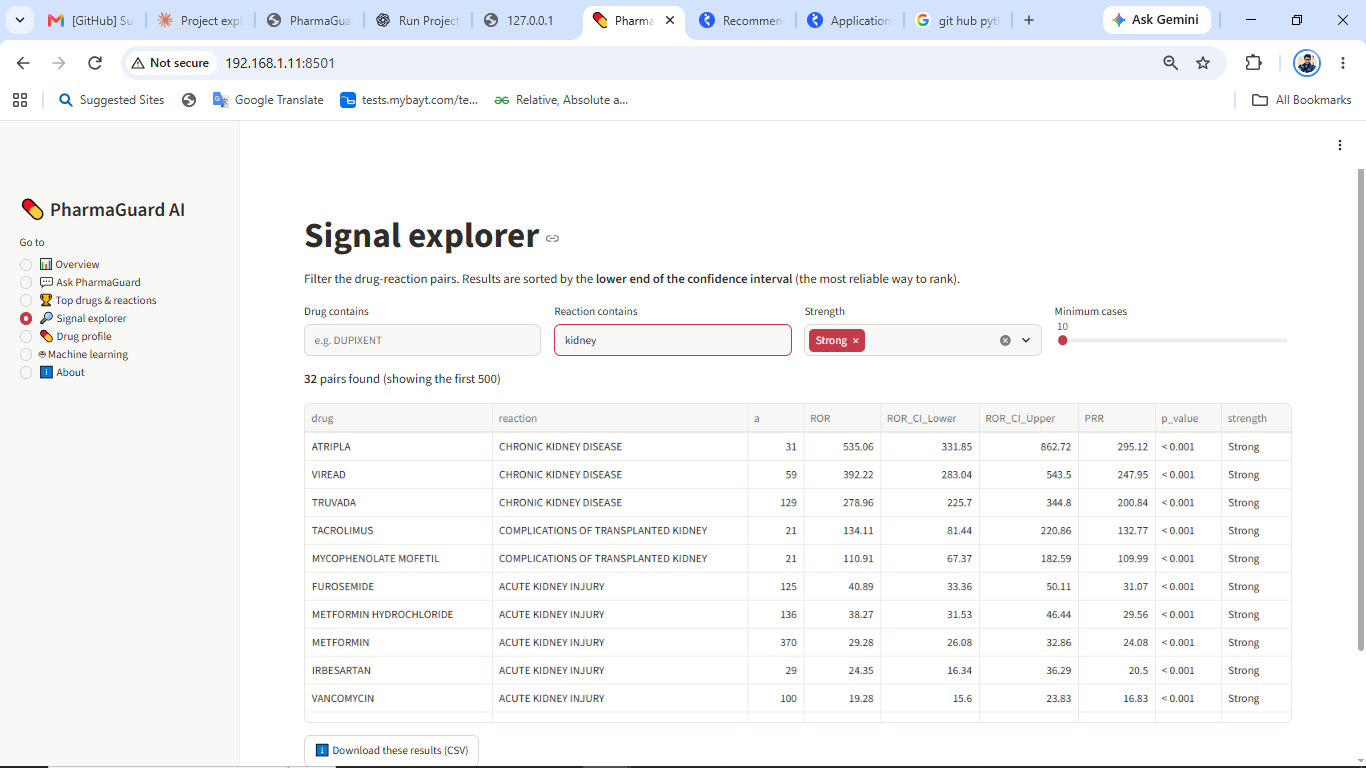 [GitHub] Su
Project expl
PharmaGua
Run Project
127.0.0.1
Pharma
Recommen
Application
git hub pyt
Ask Gemini
Not secure
192.168.1.11:8501
Suggested Sites
Google Translate
tests.mybayt.com/te...
Relative, Absolute a...
All Bookmarks
PharmaGuard AI
Go to
Overview
Ask PharmaGuard
Top drugs & reactions
Signal explorer
Drug profile
Machine learning
About
Signal explorer
Filter the drug-reaction pairs. Results are sorted by the lower end of the confidence interval (the most reliable way to rank).
Drug contains Reaction contains Strength Minimum cases
10
e.g. DUPIXENT kidney Strong ×
32 pairs found (showing the first 500)
drug reaction a ROR ROR_CI_Lower ROR_CI_Upper PRR p_value strength
ATRIPLA CHRONIC KIDNEY DISEASE 31 535.06 331.85 862.72 295.12 < 0.001 Strong
VIREAD CHRONIC KIDNEY DISEASE 59 392.22 283.04 543.5 247.95 < 0.001 Strong
TRUVADA CHRONIC KIDNEY DISEASE 129 278.96 225.7 344.8 200.84 < 0.001 Strong
TACROLIMUS COMPLICATIONS OF TRANSPLANTED KIDNEY 21 134.11 81.44 220.86 132.77 < 0.001 Strong
MYCOPHENOLATE MOFETIL COMPLICATIONS OF TRANSPLANTED KIDNEY 21 110.91 67.37 182.59 109.99 < 0.001 Strong
FUROSEMIDE ACUTE KIDNEY INJURY 125 40.89 33.36 50.11 31.07 < 0.001 Strong
METFORMIN HYDROCHLORIDE ACUTE KIDNEY INJURY 136 38.27 31.53 46.44 29.56 < 0.001 Strong
METFORMIN ACUTE KIDNEY INJURY 370 29.28 26.08 32.86 24.08 < 0.001 Strong
IRBESARTAN ACUTE KIDNEY INJURY 29 24.35 16.34 36.29 20.5 < 0.001 Strong
VANCOMYCIN ACUTE KIDNEY INJURY 100 19.28 15.6 23.83 16.83 < 0.001 Strong
Download these results (CSV)